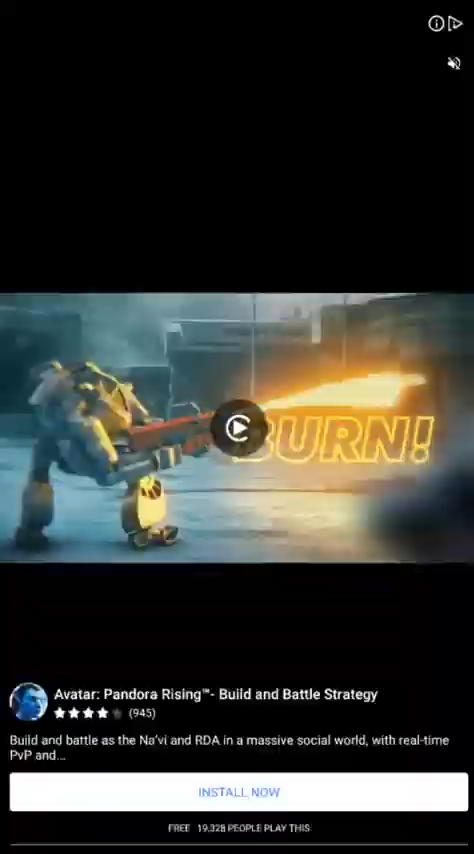 BURN!
Avatar: Pandora Rising™- Build and Battle Strategy
(945)
Build and battle as the Na'vi and RDA in a massive social world, with real-time
PvP and...
INSTALL NOW
FREE 19,328 PEOPLE PLAY THIS